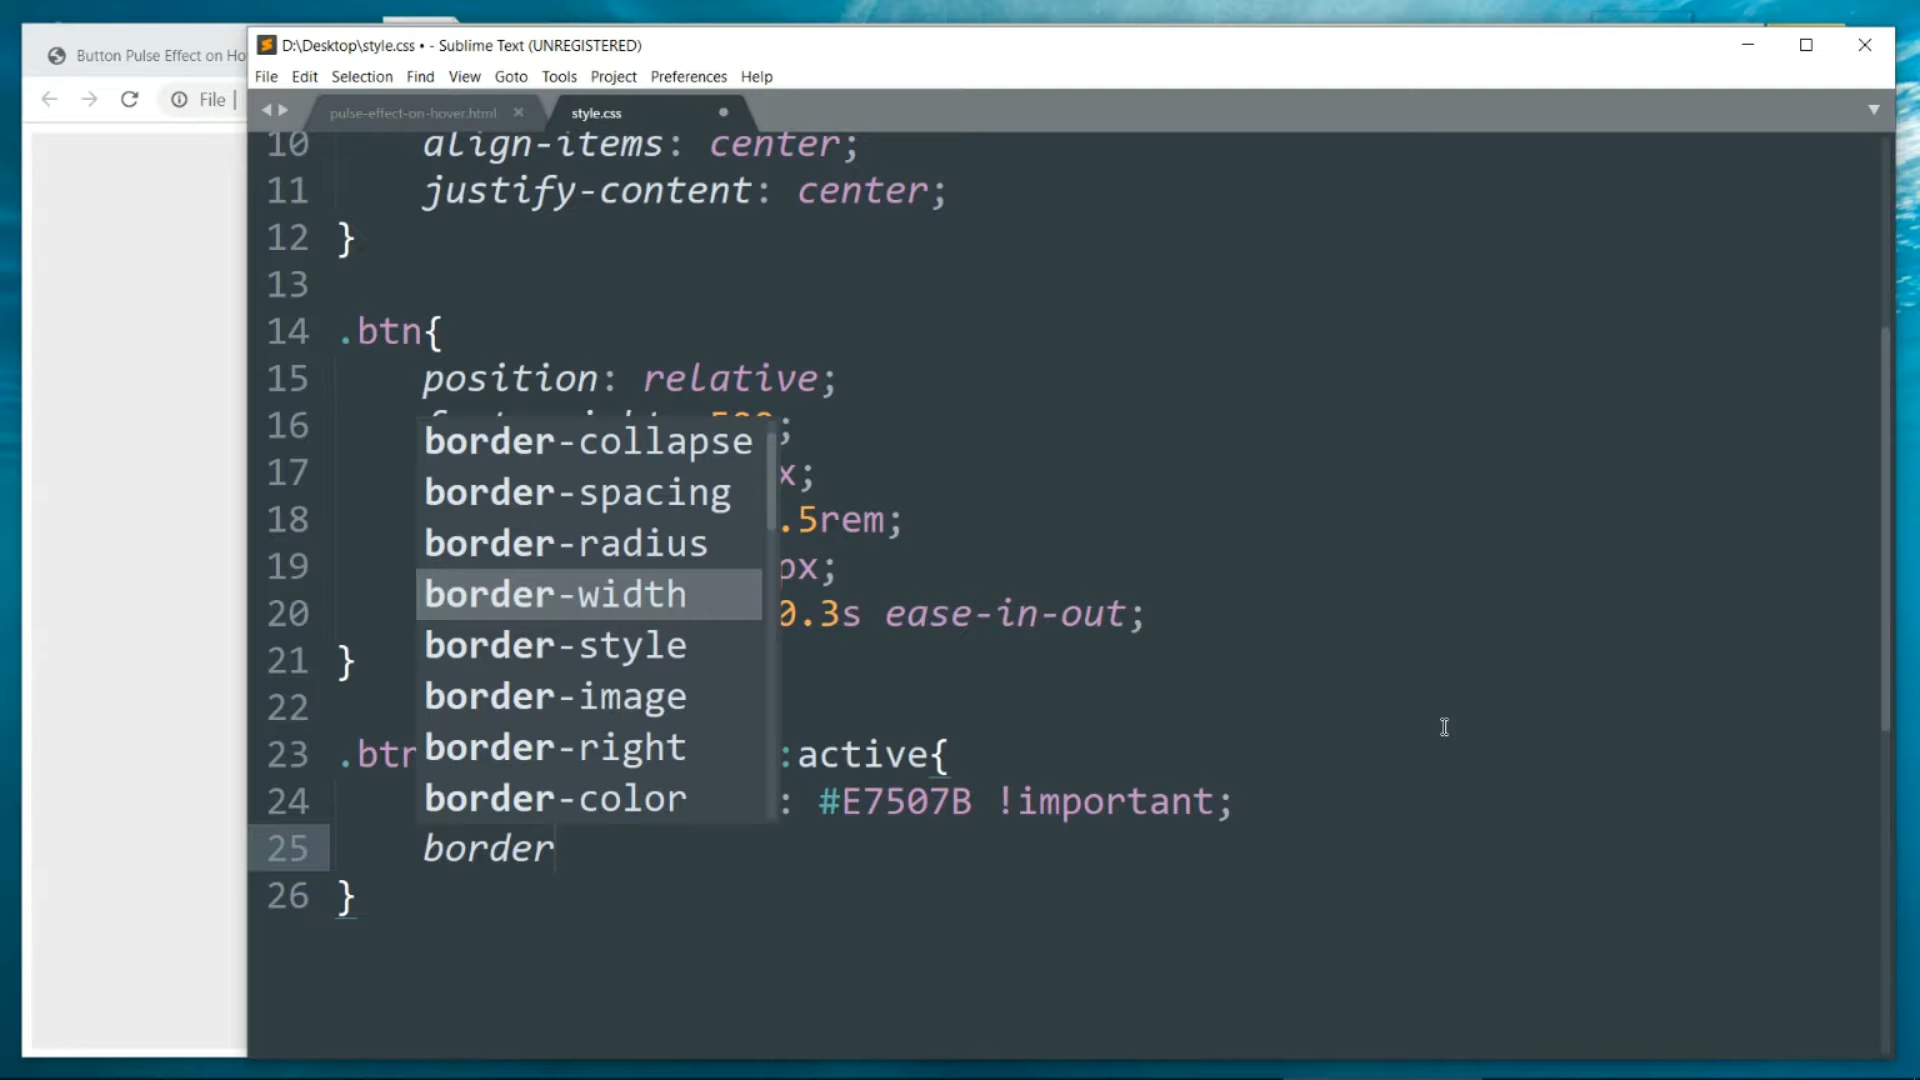 Button Pulse Effect on Ho
File
D:\Desktop\style.css • - Sublime Text (UNREGISTERED)
File Edit Selection Find View Goto Tools Project Preferences Help
pulse-effect-on-hover.html
style.css
10 align-items: center;
11 justify-content: center;
12 }
13
14 .btn{
15 position: relative;
16 500;
17 x;
18 .5rem;
19 px;
20 0.3s ease-in-out;
21 }
22
23 .btn :active{
24 : #E7507B !important;
25 border
26 }
border-collapse
border-spacing
border-radius
border-width
border-style
border-image
border-right
border-color